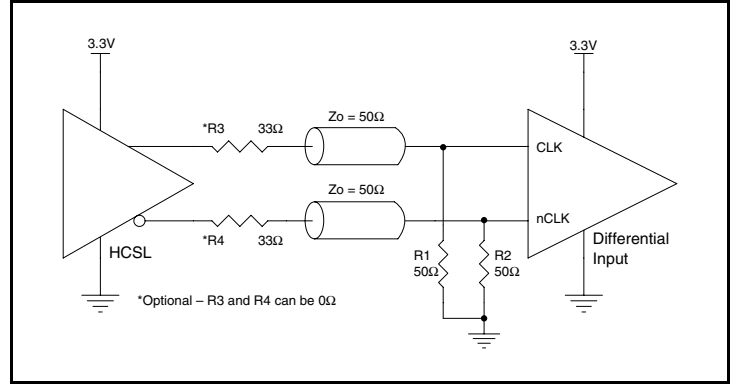 3.3V
3.3V
*R3 33Ω
Zo = 50Ω
CLK
Zo = 50Ω
nCLK
*R4 33Ω
HCSL
R1
50Ω
R2
50Ω
Differential
Input
*Optional – R3 and R4 can be 0Ω